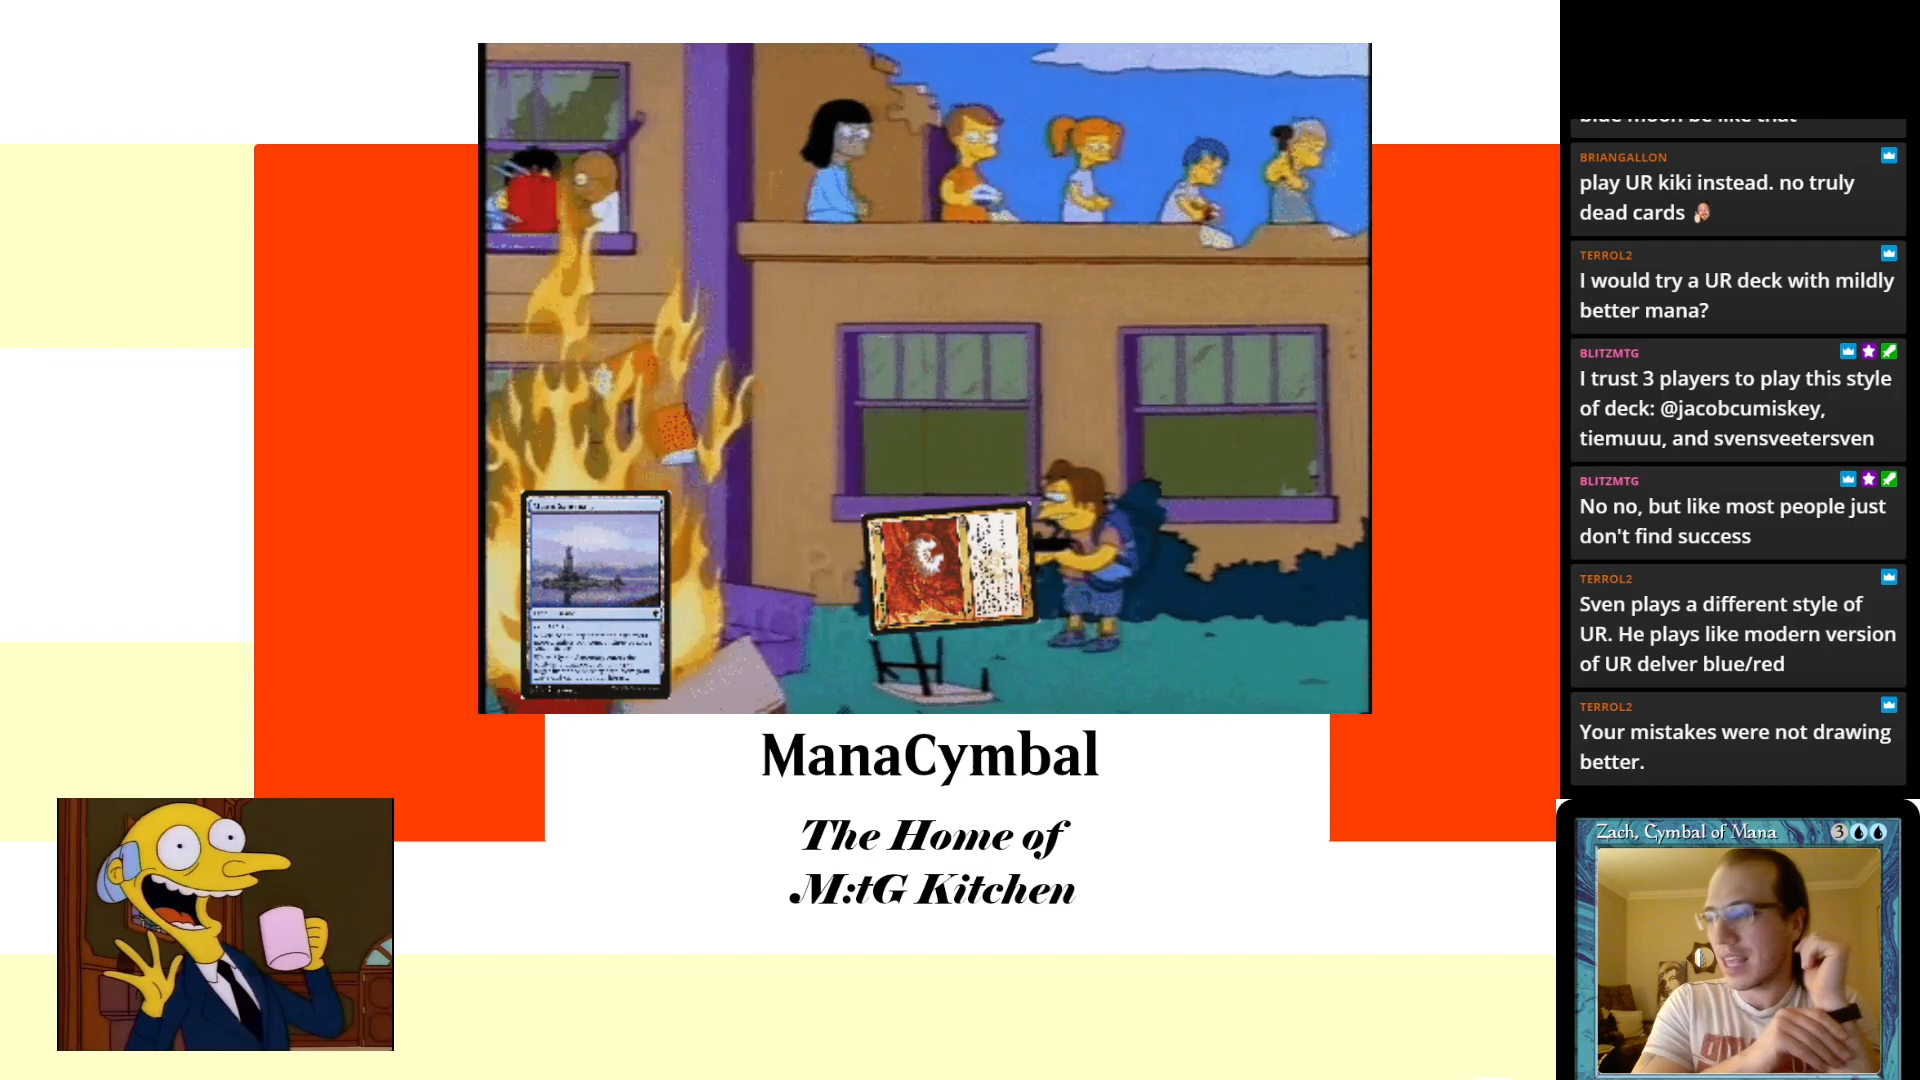 BRIANGALLON
play UR kiki instead. no truly
dead cards
TERROL2
I would try a UR deck with mildly
better mana?
BLITZMTG
I trust 3 players to play this style
of deck: @jacobcumiskey,
tiemuuu, and svensveetersven
BLITZMTG
No no, but like most people just
don't find success
TERROL2
Sven plays a different style of
UR. He plays like modern version
of UR delver blue/red
TERROL2
Your mistakes were not drawing
better.
ManaCymbal
The Home of
M:tG Kitchen
Zach, Cymbal of Mana 3